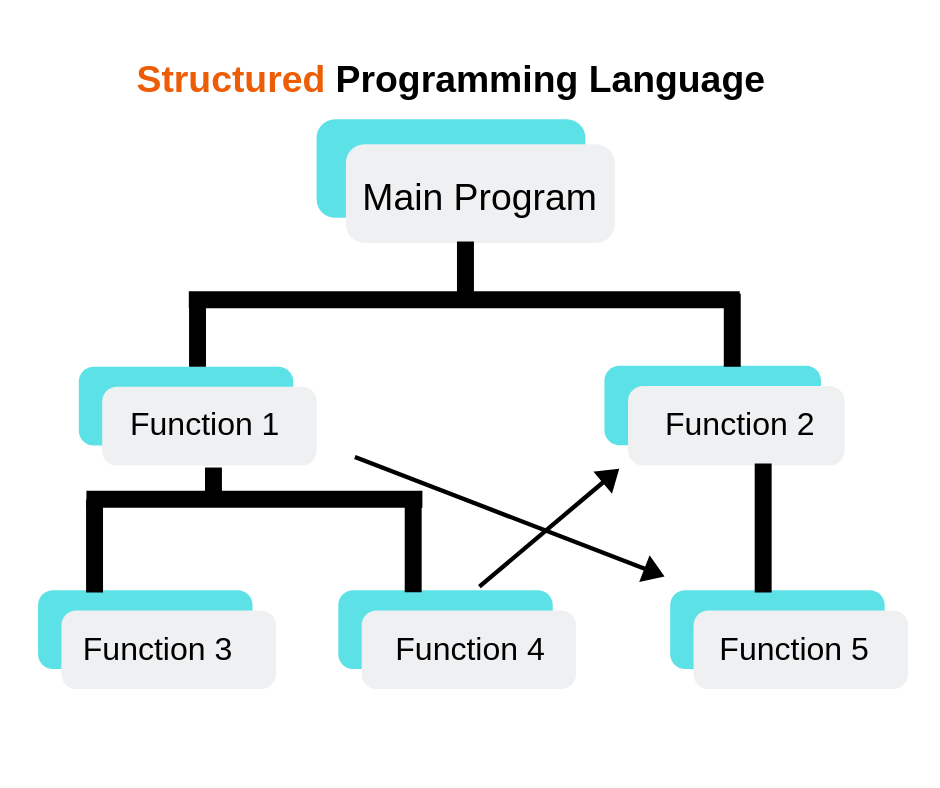 Structured Programming Language
Main Program
Function 1
Function 2
Function 3
Function 4
Function 5